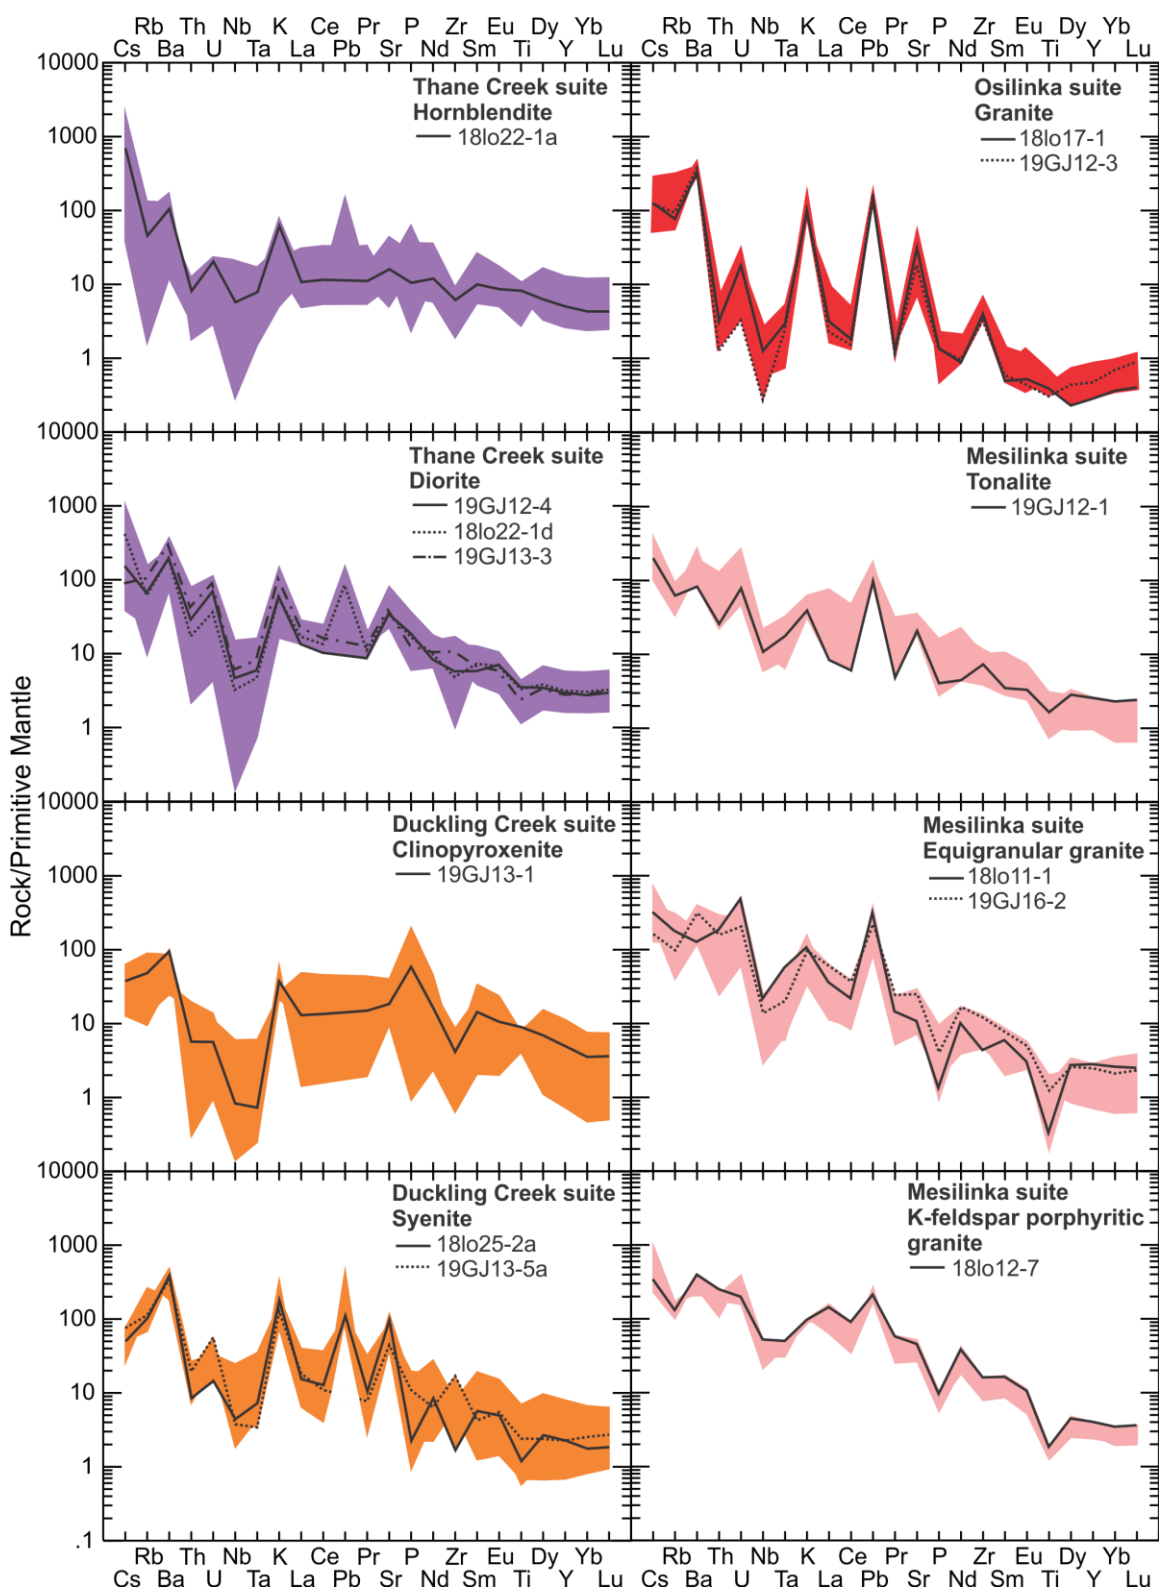 Rb Th Nb K Ce Pr P Zr Eu Dy Yb
Cs Ba U Ta La Pb Sr Nd Sm Ti Y Lu
Rb Th Nb K Ce Pr P Zr Eu Dy Yb
Cs Ba U Ta La Pb Sr Nd Sm Ti Y Lu
Rock/Primitive Mantle
10000
1000
100
10
1
Thane Creek suite
Hornblendite
18lo22-1a
Osilinka suite
Granite
18lo17-1
19GJ12-3
10000
1000
100
10
1
Thane Creek suite
Diorite
19GJ12-4
18lo22-1d
19GJ13-3
Mesilinka suite
Tonalite
19GJ12-1
10000
1000
100
10
1
Duckling Creek suite
Clinopyroxenite
19GJ13-1
Mesilinka suite
Equigranular granite
18lo11-1
19GJ16-2
10000
1000
100
10
1
.1
Duckling Creek suite
Syenite
18lo25-2a
19GJ13-5a
Mesilinka suite
K-feldspar porphyritic
granite
18lo12-7
Rb Th Nb K Ce Pr P Zr Eu Dy Yb
Cs Ba U Ta La Pb Sr Nd Sm Ti Y Lu
Rb Th Nb K Ce Pr P Zr Eu Dy Yb
Cs Ba U Ta La Pb Sr Nd Sm Ti Y Lu